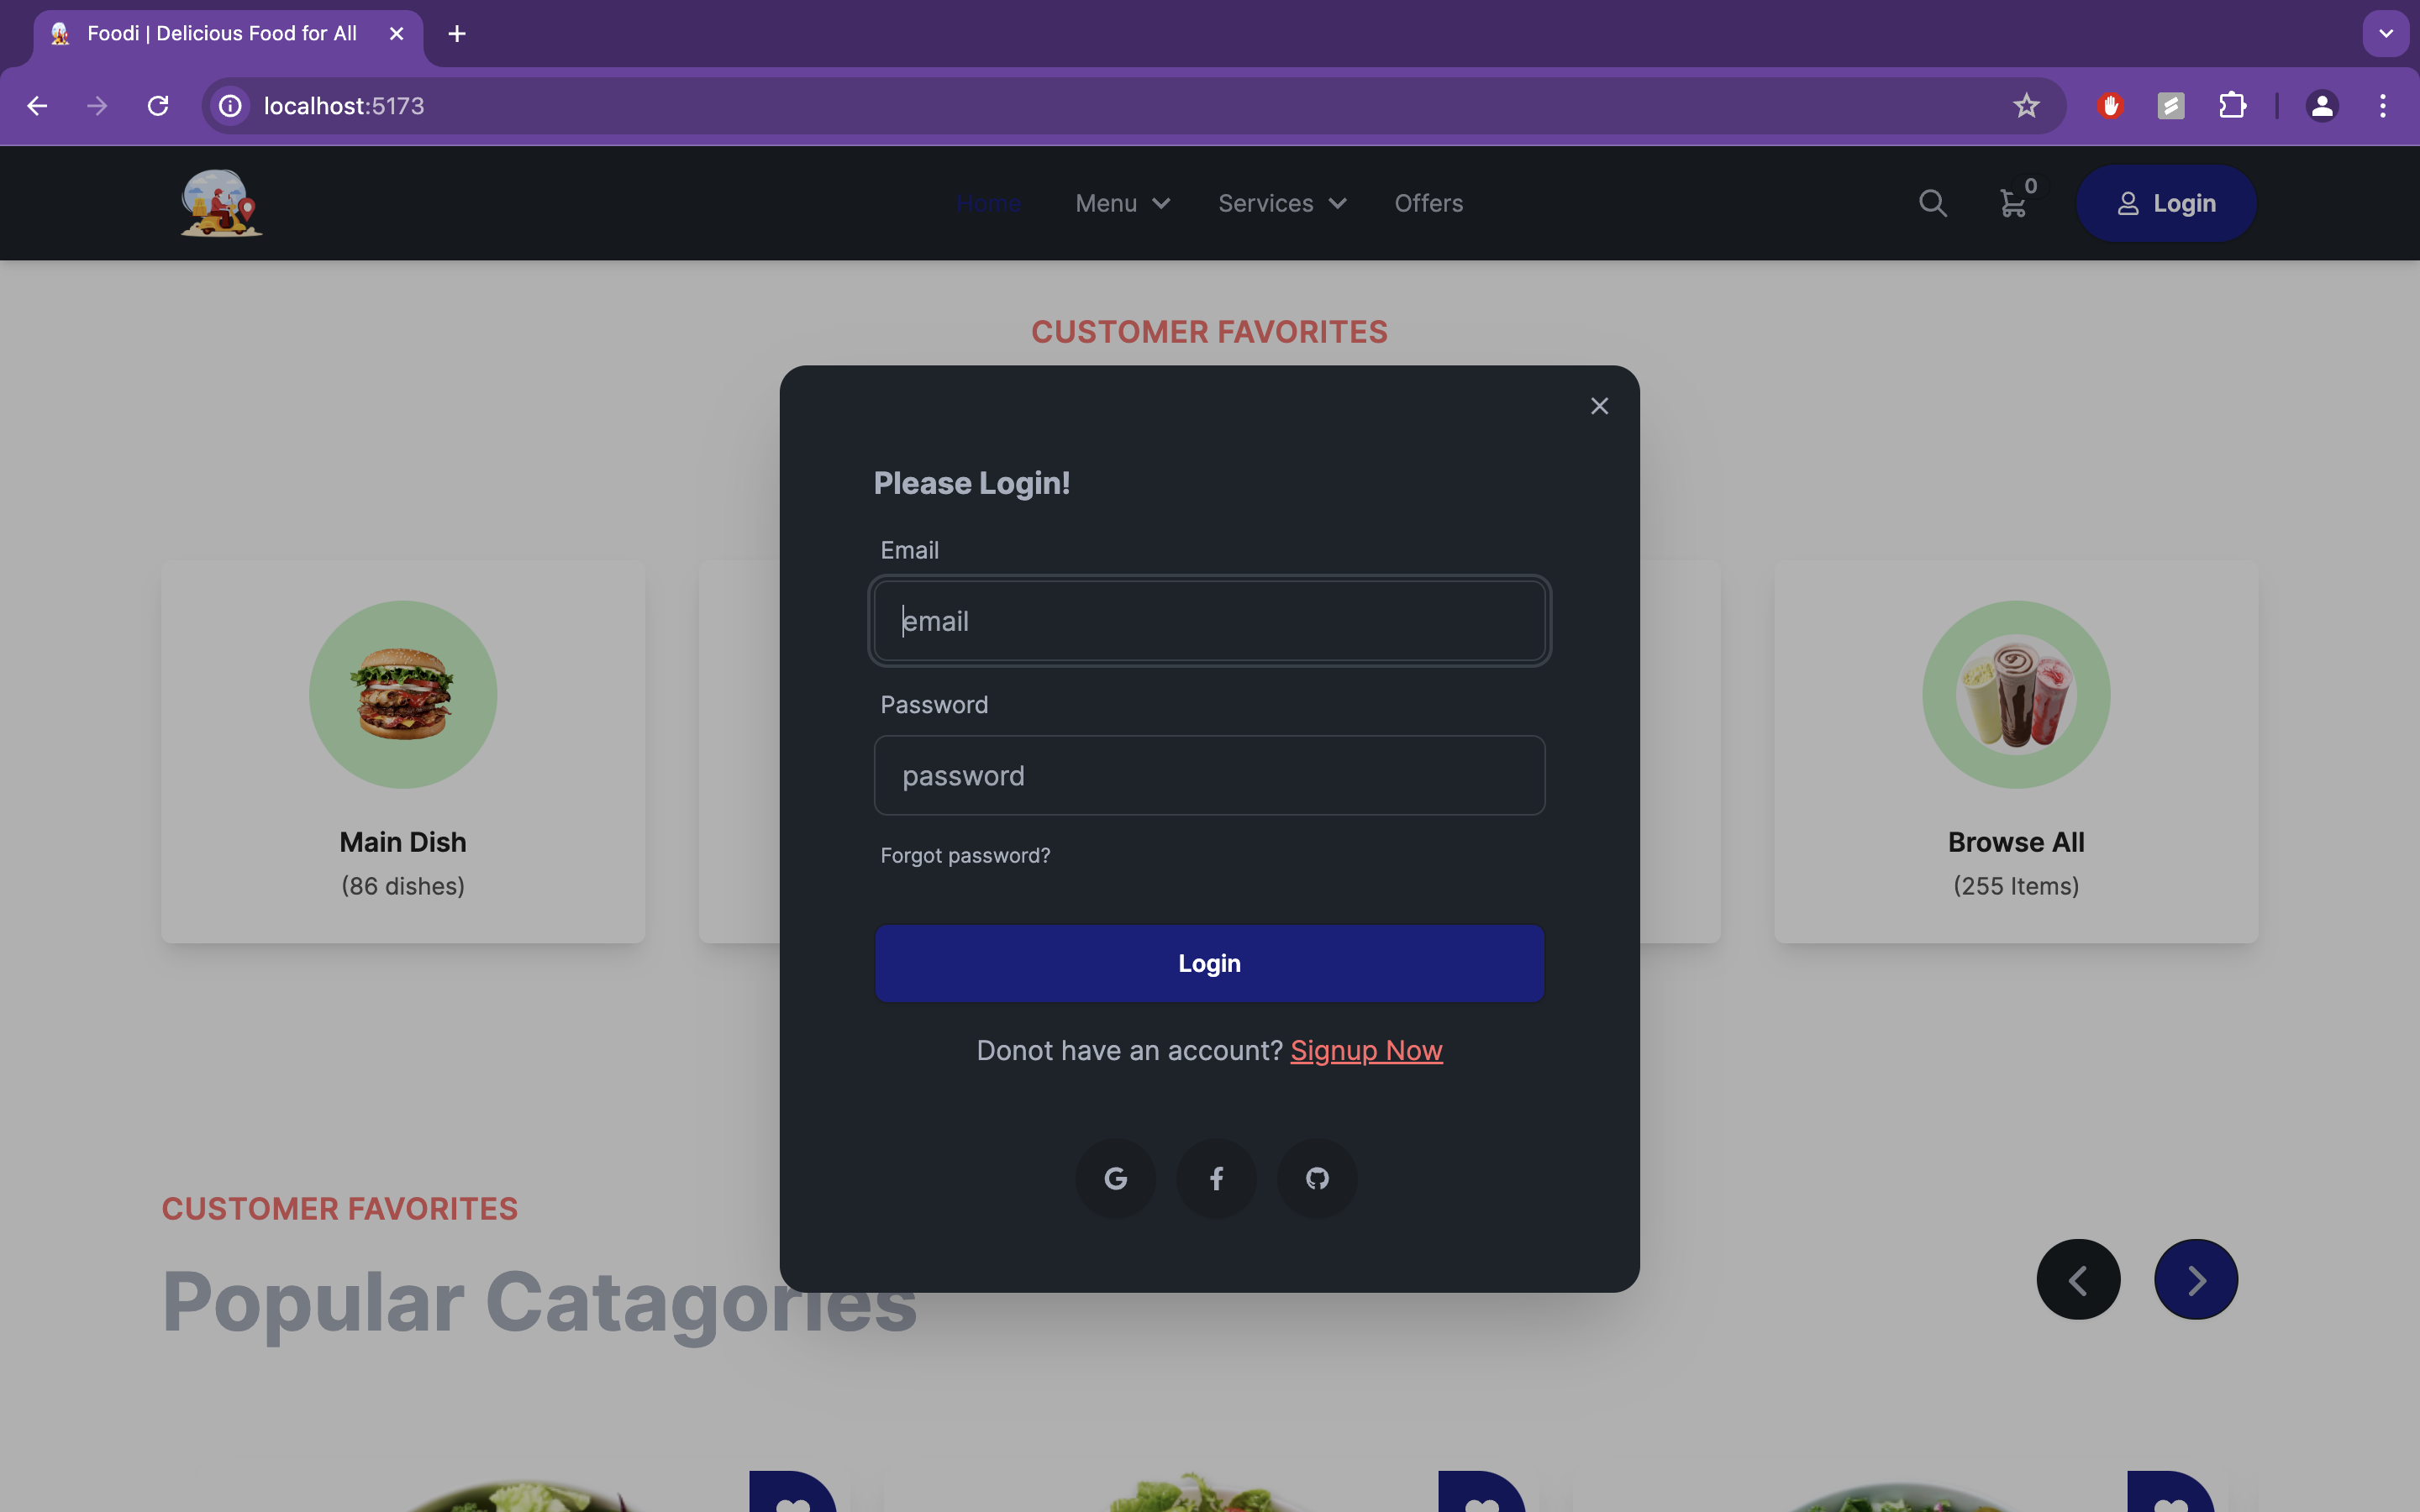 Foodi | Delicious Food for All
localhost:5173
Home Menu Services Offers 0 Login
CUSTOMER FAVORITES
Please Login!
Email
email
Password
password
Forgot password?
Login
Donot have an account? Signup Now
Main Dish
(86 dishes)
Browse All
(255 Items)
CUSTOMER FAVORITES
Popular Catagories